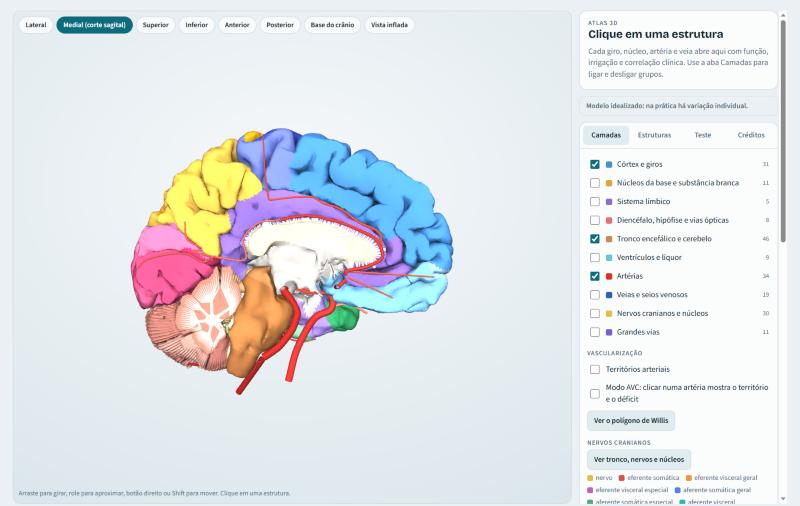 Lateral
Medial (corte sagital)
Superior
Inferior
Anterior
Posterior
Base do crânio
Vista inflada
Arraste para girar, role para aproximar, botão direito ou Shift para mover. Clique em uma estrutura.
ATLAS 3D
Clique em uma estrutura
Cada giro, núcleo, artéria e veia abre aqui com função,
irrigação e correlação clínica. Use a aba Camadas para
ligar e desligar grupos.
Modelo idealizado: na prática há variação individual.
Camadas
Estruturas
Teste
Créditos
Córtex e giros 31
Núcleos da base e substância branca 11
Sistema límbico 5
Diencéfalo, hipófise e vias ópticas 8
Tronco encefálico e cerebelo 46
Ventrículos e líquor 9
Artérias 34
Veias e seios venosos 19
Nervos cranianos e núcleos 30
Grandes vias 11
VASCULARIZAÇÃO
Territórios arteriais
Modo AVC: clicar numa artéria mostra o território
e o déficit
Ver o polígono de Willis
NERVOS CRANIANOS
Ver tronco, nervos e núcleos
nervo eferente somática eferente visceral geral
eferente visceral especial aferente somática geral
aferente somática especial aferente visceral